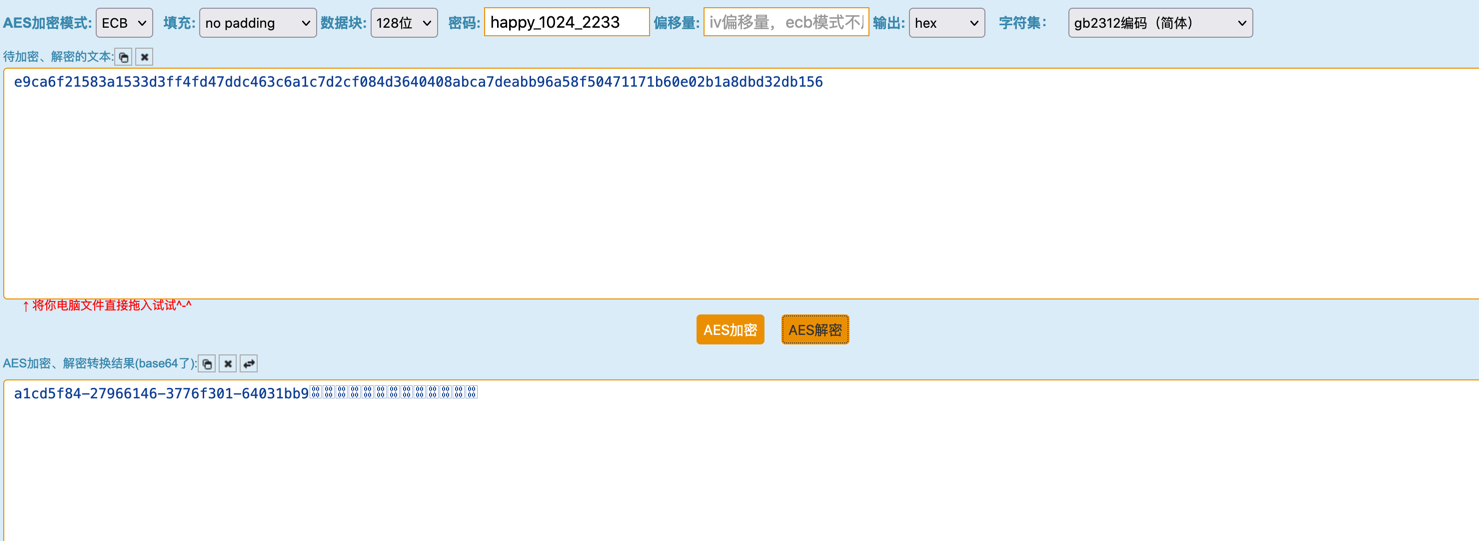 AES加密模式: ECB 填充: no padding 数据块: 128位 密码: happy_1024_2233 偏移量: iv偏移量，ecb模式不 输出: hex 字符集: gb2312编码（简体）
待加密、解密的文本:
e9ca6f21583a1533d3ff4fd47ddc463c6a1c7d2cf084d3640408abca7deabb96a58f50471171b60e02b1a8dbd32db156
↑ 将你电脑文件直接拖入试试^-^
AES加密 AES解密
AES加密、解密转换结果(base64了):
a1cd5f84-27966146-3776f301-64031bb9